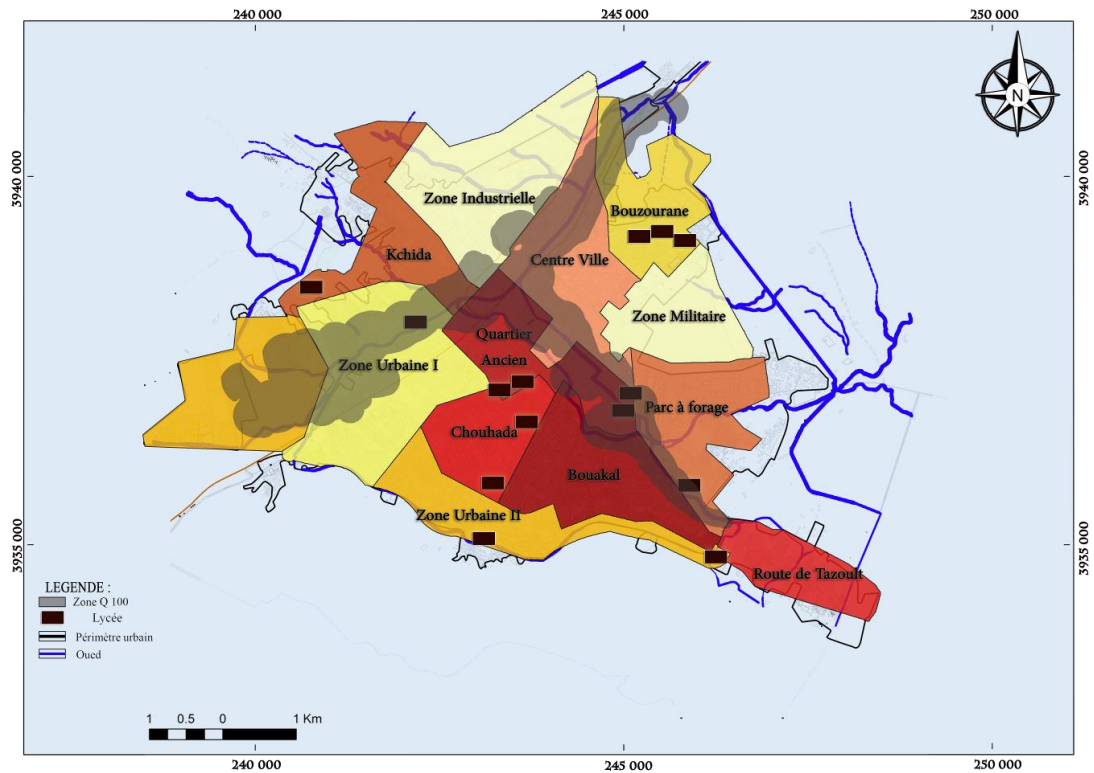 240 000
245 000
250 000
N
3940 000
3940 000
Zone Industrielle
Bouzourane
Kchida
Centre Ville
Zone Militaire
Quartier
Ancien
Zone Urbaine I
Parc à forage
Chouhada
Bouakal
Zone Urbaine II
3935 000
3935 000
Route de Tazoult
LEGENDE :
Zone Q 100
Lycée
Périmètre urbain
Oued
1 0.5 0 1 Km
240 000
245 000
250 000